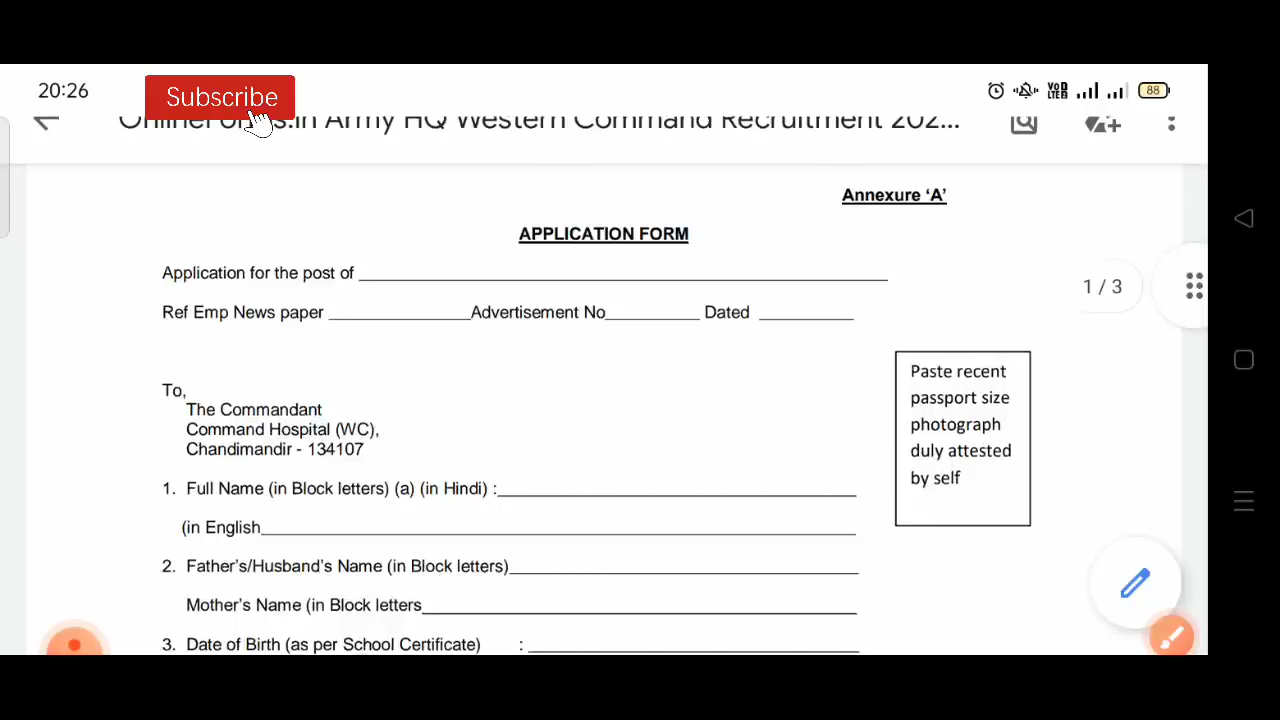 20:26
Subscribe
VoD LTE2
88
Army HQ Western Command Recruitment 202...
Annexure ‘A’
APPLICATION FORM
Application for the post of
Ref Emp News paper Advertisement No Dated
1 / 3
Paste recent
passport size
photograph
duly attested
by self
To,
The Commandant
Command Hospital (WC),
Chandimandir - 134107
1. Full Name (in Block letters) (a) (in Hindi) :
(in English
2. Father’s/Husband’s Name (in Block letters)
Mother’s Name (in Block letters
3. Date of Birth (as per School Certificate) :